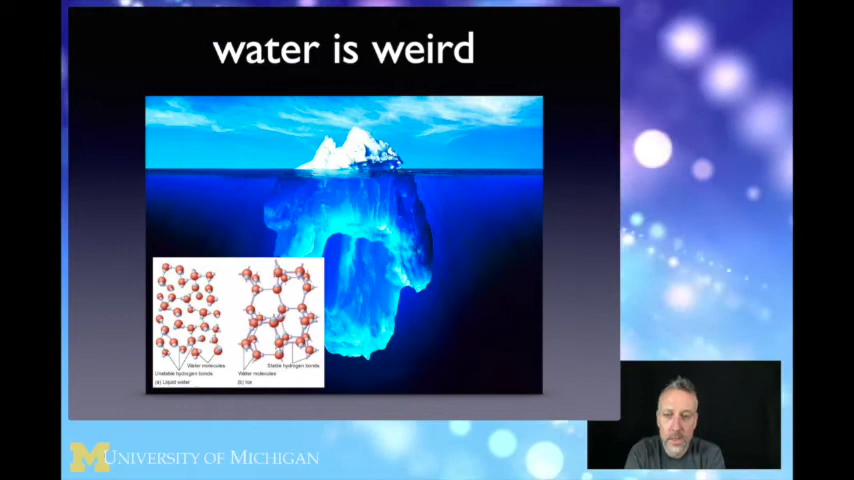 water is weird
Water molecules
Stable hydrogen bonds
Unstable hydrogen bonds
Water molecules
(a) Liquid water
(b) Ice
M UNIVERSITY OF MICHIGAN